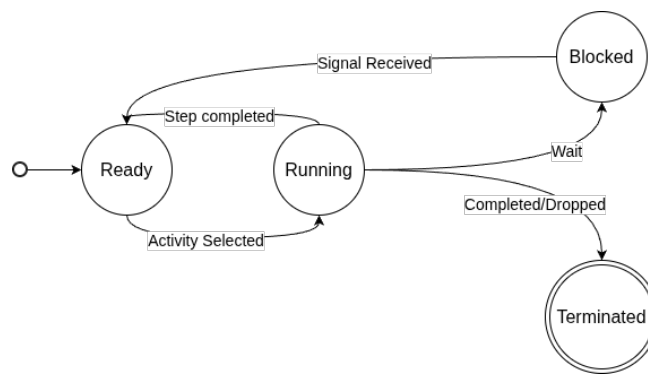 Blocked
Signal Received
Step completed
Ready
Running
Wait
Activity Selected
Completed/Dropped
Terminated